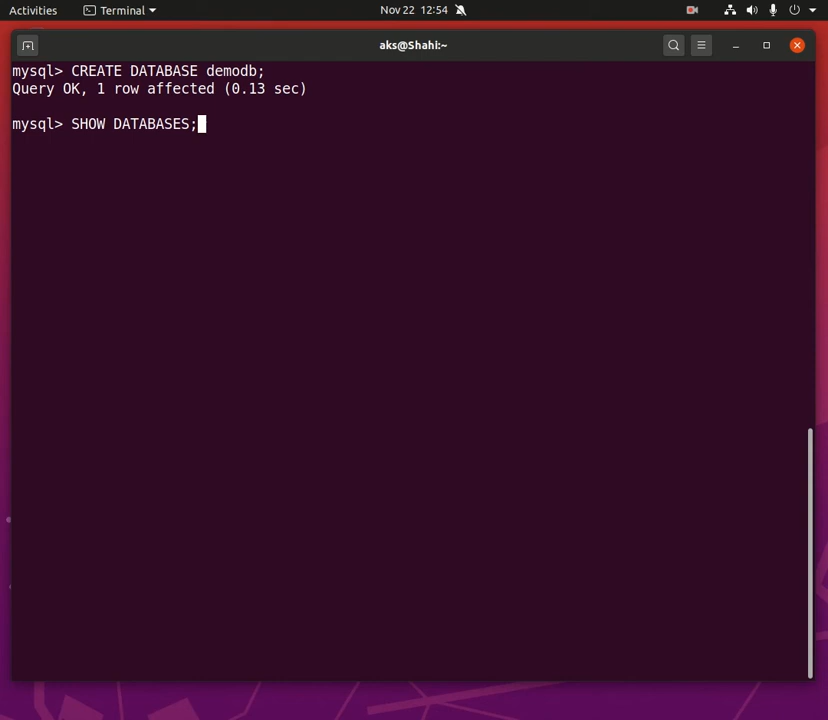 Activities Terminal Nov 22 12:54
aks@Shahi:~
mysql> CREATE DATABASE demodb;
Query OK, 1 row affected (0.13 sec)
mysql> SHOW DATABASES;